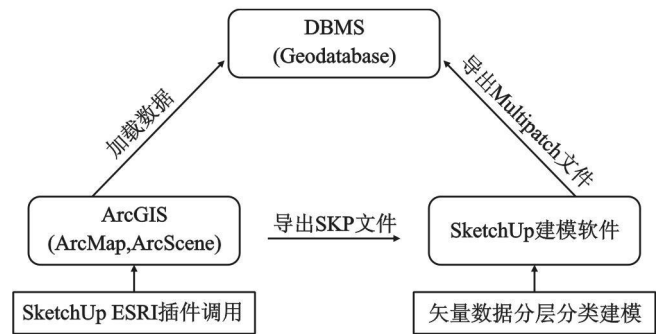 DBMS
(Geodatabase)
加载数据
导出Multipatch文件
ArcGIS
(ArcMap,ArcScene)
导出SKP文件
SketchUp建模软件
SketchUp ESRI插件调用
矢量数据分层分类建模